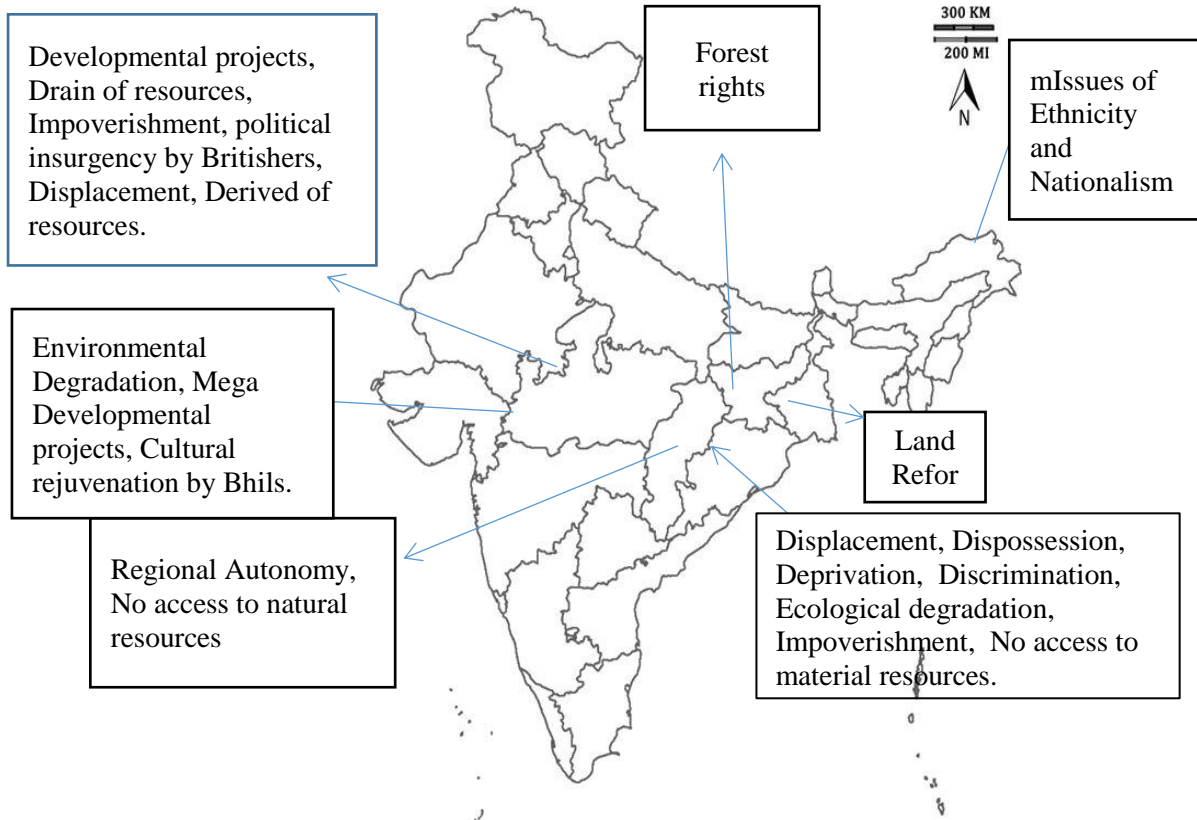 Developmental projects,
Drain of resources,
Impoverishment, political
insurgency by Britishers,
Displacement, Derived of
resources.
Forest
rights
300 KM
200 MI
N
mIssues of
Ethnicity
and
Nationalism
Environmental
Degradation, Mega
Developmental
projects, Cultural
rejuvenation by Bhils.
Land
Refor
Regional Autonomy,
No access to natural
resources
Displacement, Dispossession,
Deprivation, Discrimination,
Ecological degradation,
Impoverishment, No access to
material resources.